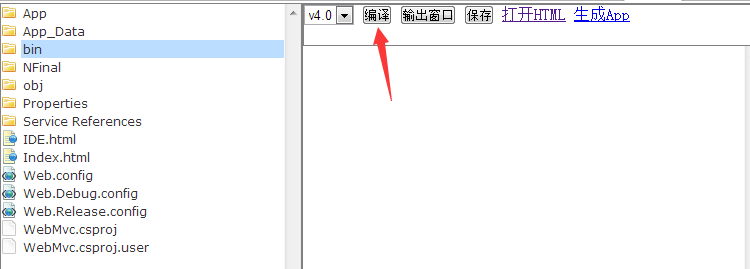 App
App_Data
bin
NFinal
obj
Properties
Service References
IDE.html
Index.html
Web.config
Web.Debug.config
Web.Release.config
WebMvc.csproj
WebMvc.csproj.user
v4.0 编译 输出窗口 保存 打开HTML 生成App